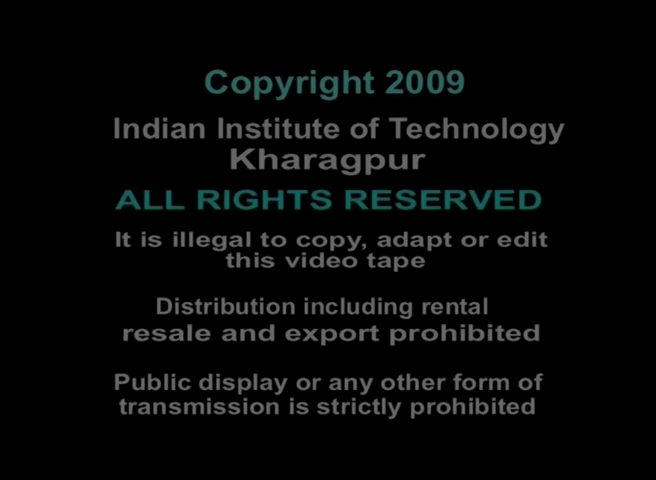 Copyright 2009
Indian Institute of Technology
Kharagpur
ALL RIGHTS RESERVED
It is illegal to copy, adapt or edit
this video tape
Distribution including rental
resale and export prohibited
Public display or any other form of
transmission is strictly prohibited